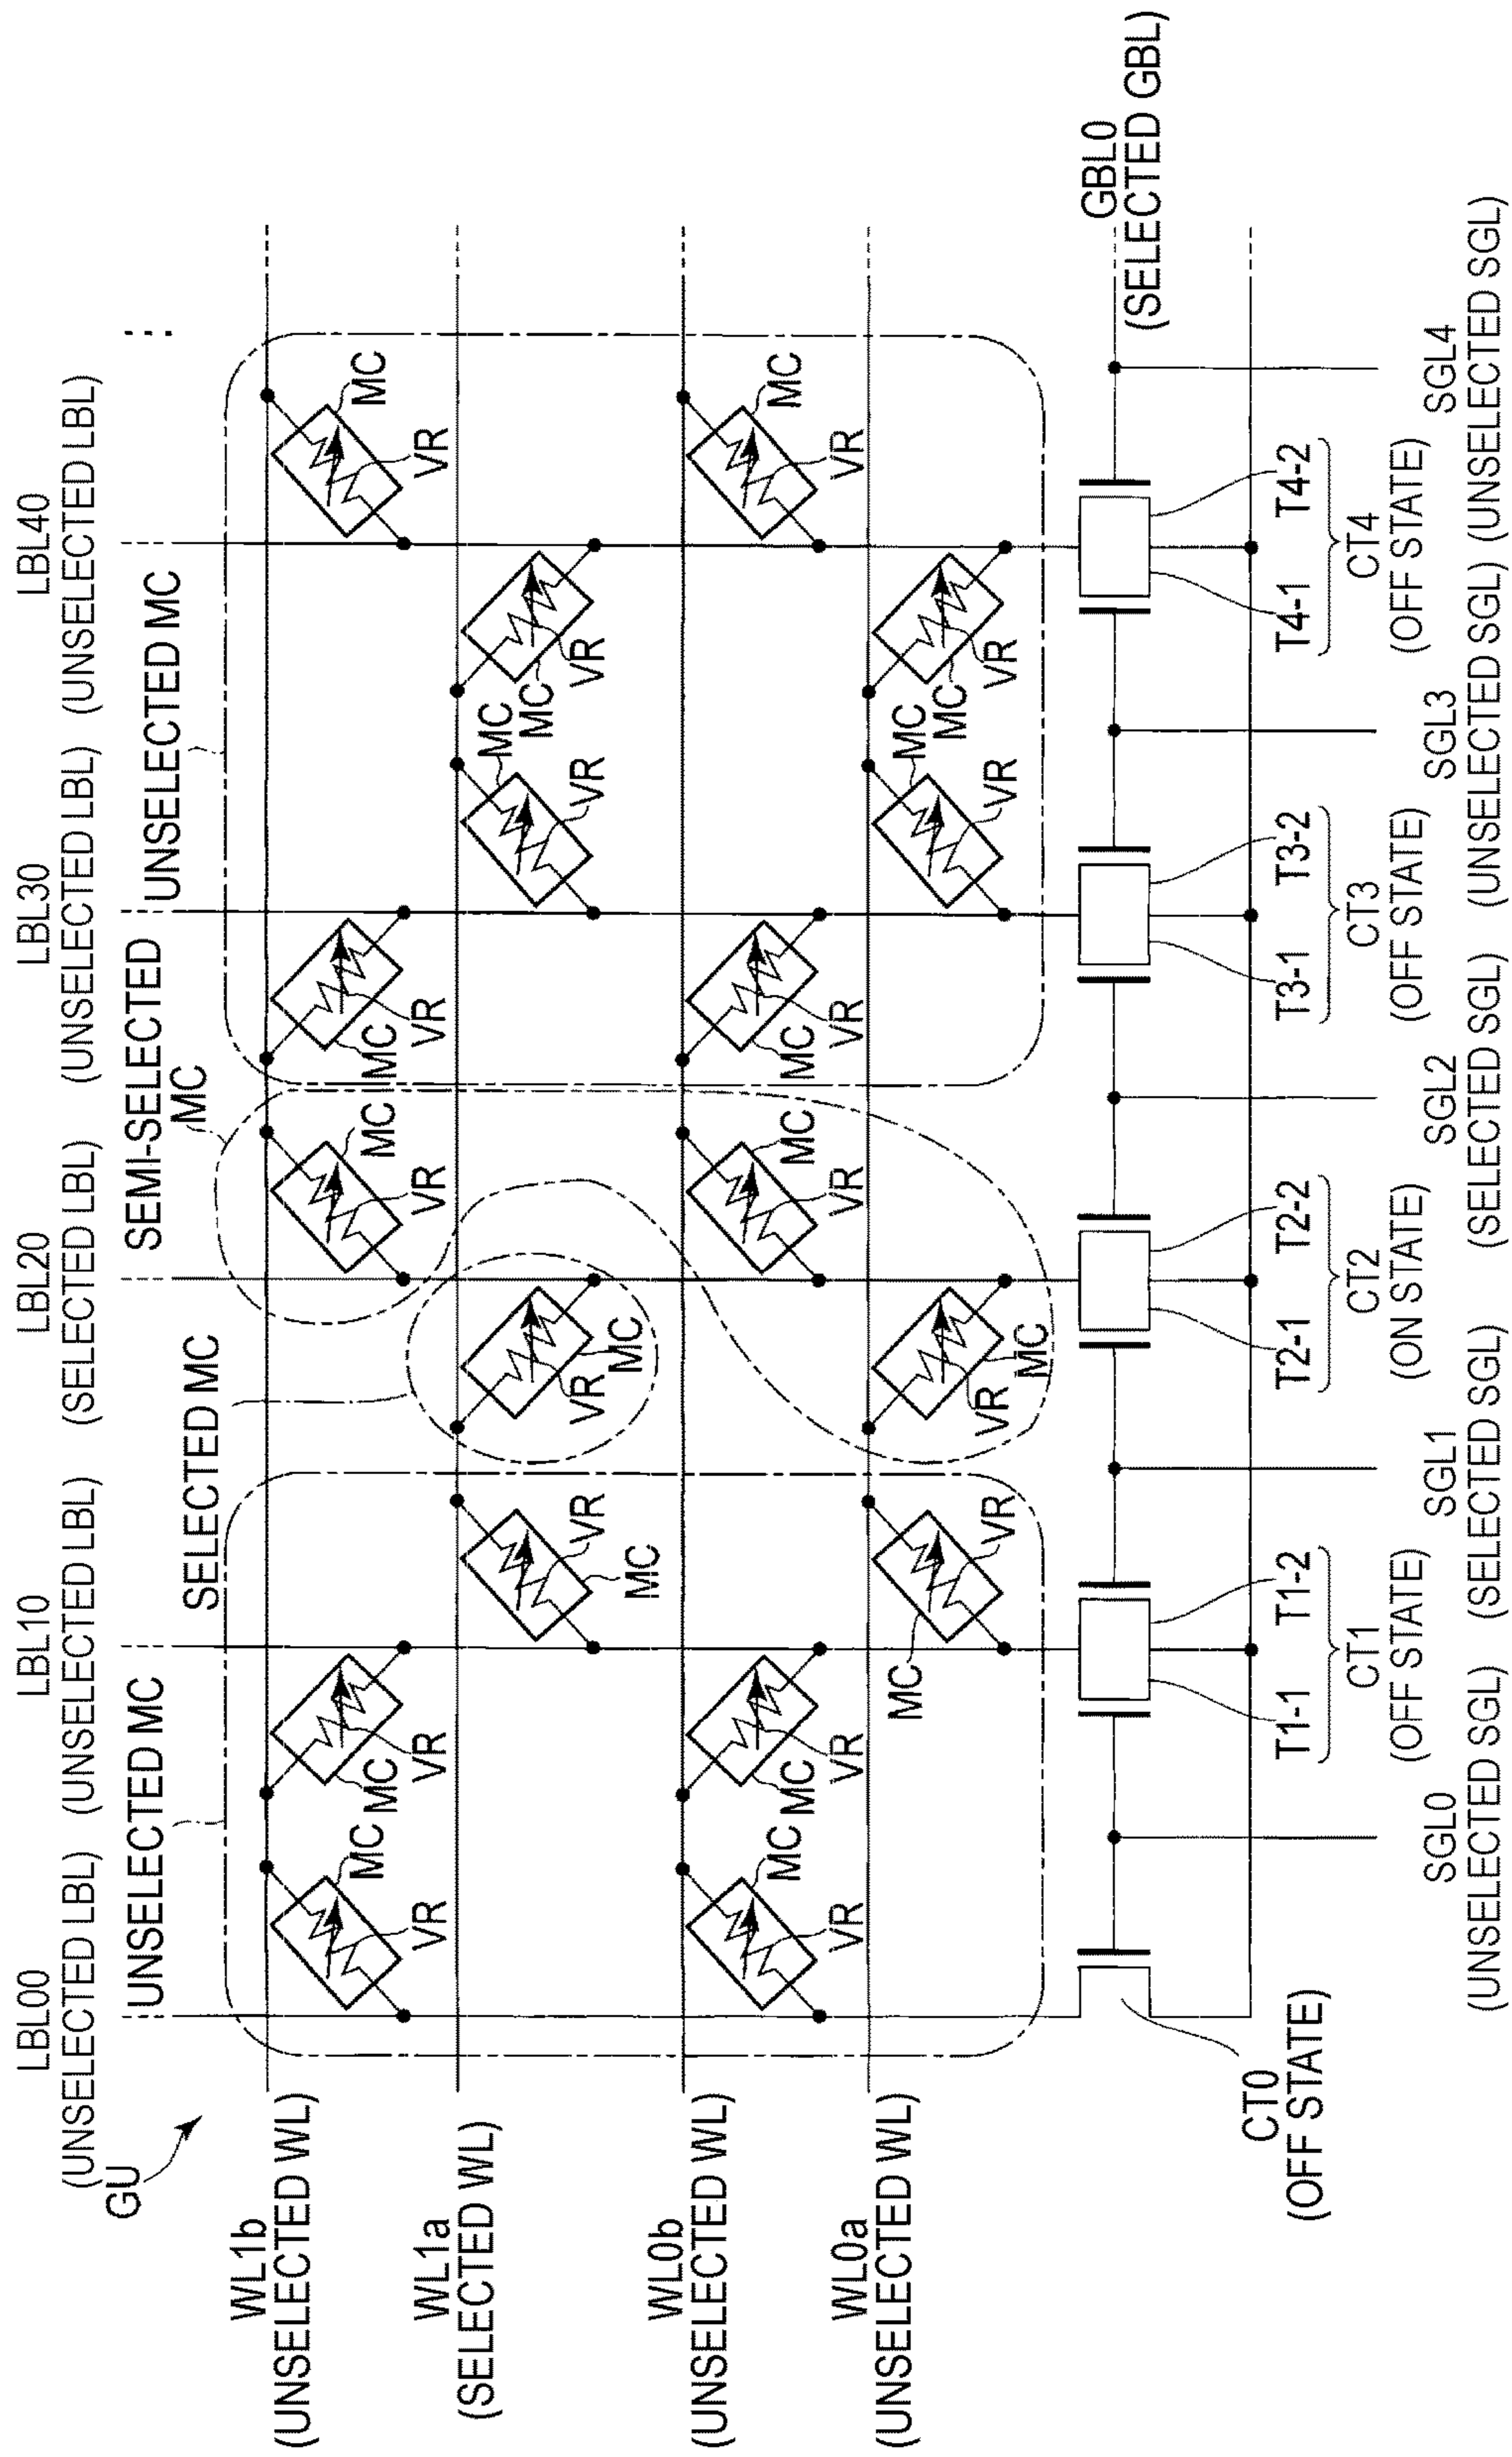 LBL00
(UNSELECTED LBL)
LBL10
(UNSELECTED LBL)
LBL20
(SELECTED LBL)
LBL30
(UNSELECTED LBL)
LBL40
(UNSELECTED LBL)
GU
UNSELECTED MC
SELECTED MC
SEMI-SELECTED
MC
UNSELECTED MC
WL1b
(UNSELECTED WL)
MC
VR
MC
VR
MC
VR
MC
VR
MC
VR
WL1a
(SELECTED WL)
VR
MC
VR
MC
MC
VR
MC
VR
WL0b
(UNSELECTED WL)
MC
VR
MC
VR
MC
VR
MC
VR
MC
VR
WL0a
(UNSELECTED WL)
MC
VR
VR
MC
MC
VR
MC
VR
GBL0
(SELECTED GBL)
CT0
(OFF STATE)
T1-1
T1-2
CT1
(OFF STATE)
T2-1
T2-2
CT2
(ON STATE)
T3-1
T3-2
CT3
(OFF STATE)
T4-1
T4-2
CT4
(OFF STATE)
SGL0
(UNSELECTED SGL)
SGL1
(SELECTED SGL)
SGL2
(SELECTED SGL)
SGL3
(UNSELECTED SGL)
SGL4
(UNSELECTED SGL)